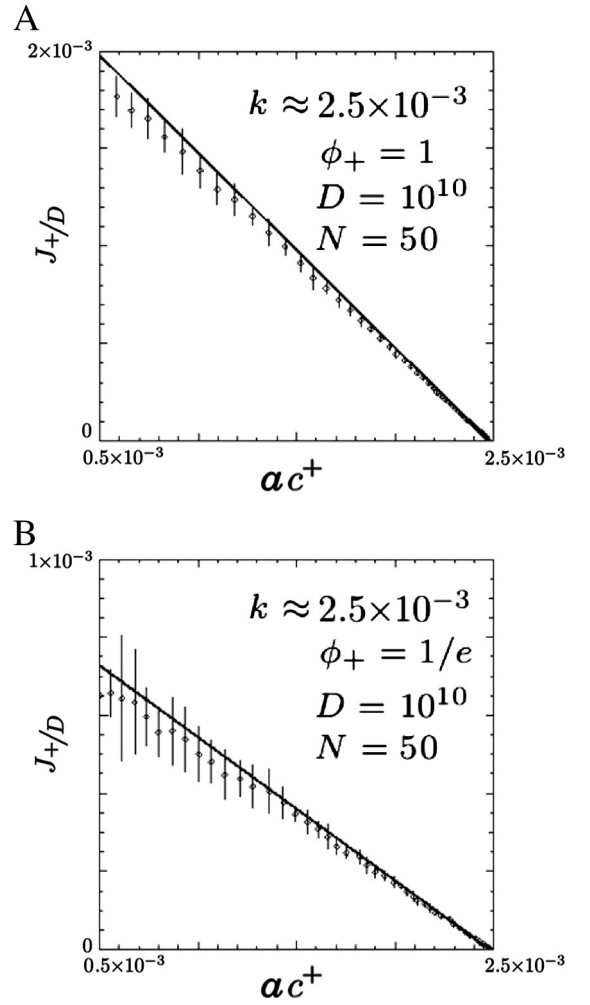 A
2×10⁻³
k ≈ 2.5×10⁻³
ϕ₊ = 1
D = 10¹⁰
N = 50
J₊/D
0
0.5×10⁻³
2.5×10⁻³
ac⁺
B
1×10⁻³
k ≈ 2.5×10⁻³
ϕ₊ = 1/e
D = 10¹⁰
N = 50
J₊/D
0
0.5×10⁻³
2.5×10⁻³
ac⁺